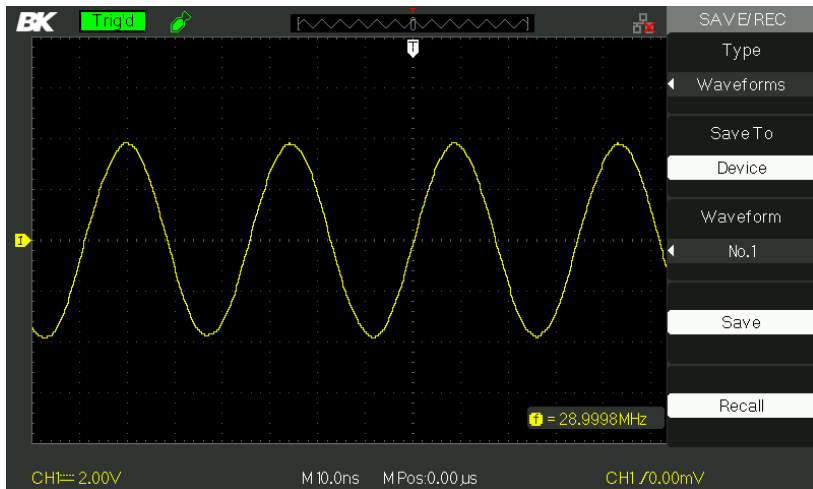 BK Trig'd SAVE/REC
T
Type
Waveforms
Save To
Device
Waveform
No.1
Save
Recall
f = 28.9998MHz
CH1 2.00V M 10.0ns M Pos:0.00µs CH1 /0.00mV